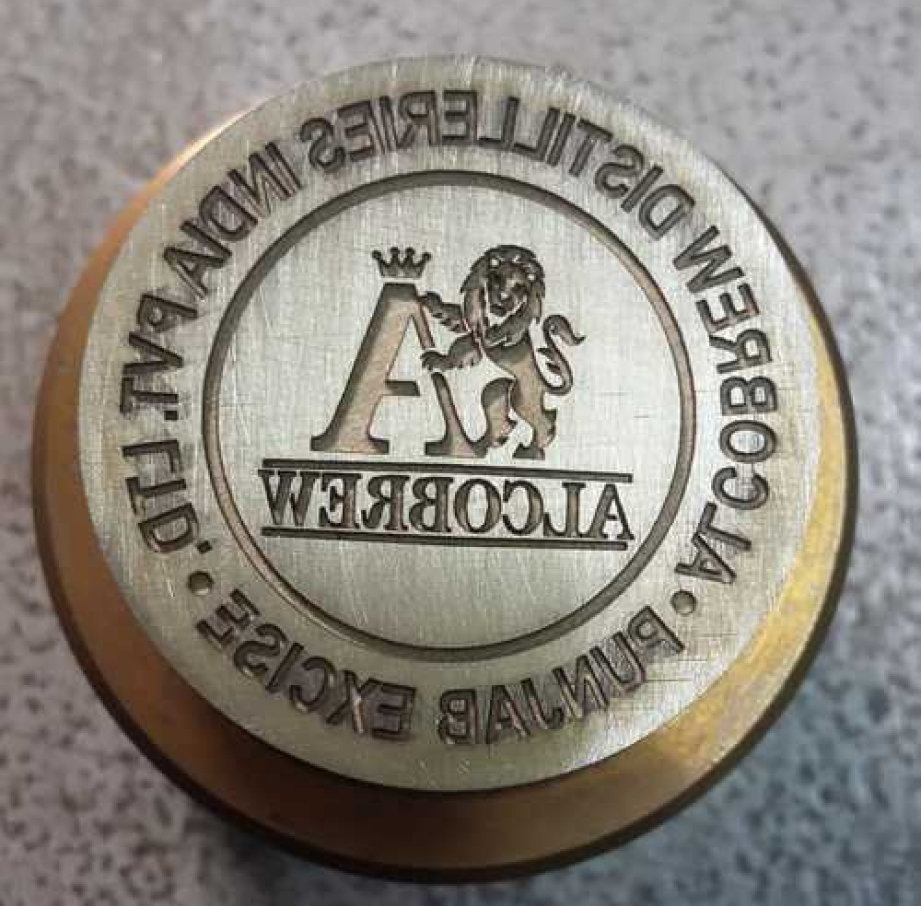 ALCOBREW DISTILLERIES INDIA PVT. LTD.
A
ALCOBREW
• PUNJAB EXCISE •